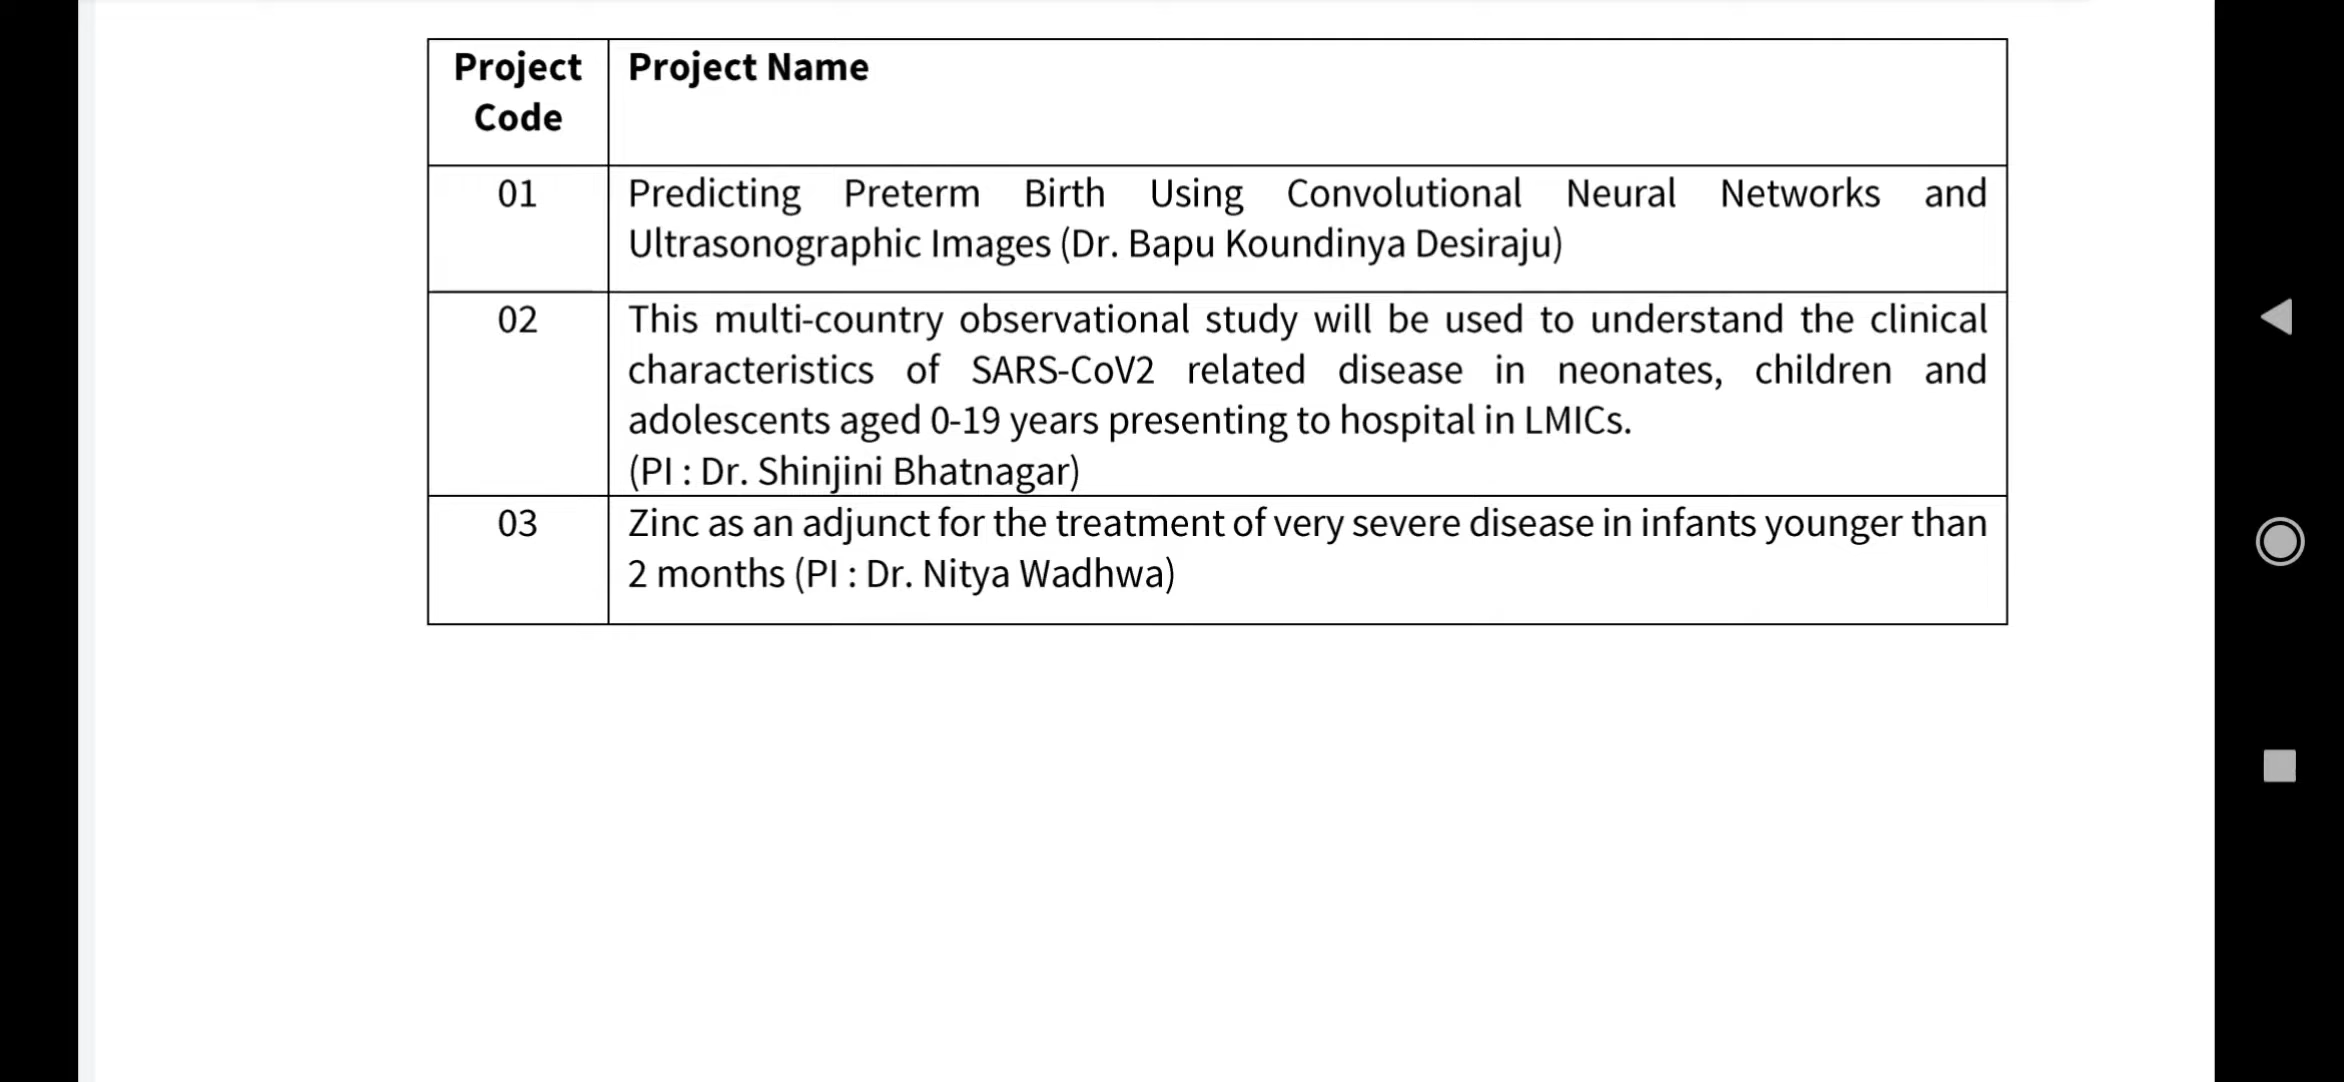 Project
Code
Project Name
01
Predicting Preterm Birth Using Convolutional Neural Networks and
Ultrasonographic Images (Dr. Bapu Koundinya Desiraju)
02
This multi-country observational study will be used to understand the clinical
characteristics of SARS-CoV2 related disease in neonates, children and
adolescents aged 0-19 years presenting to hospital in LMICs.
(PI : Dr. Shinjini Bhatnagar)
03
Zinc as an adjunct for the treatment of very severe disease in infants younger than
2 months (PI : Dr. Nitya Wadhwa)